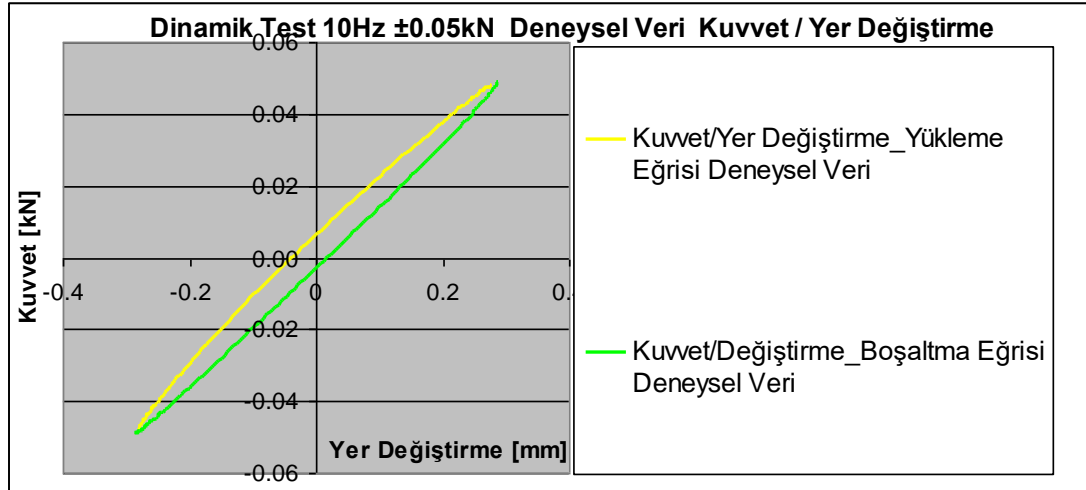 Dinamik Test 10Hz ±0.05kN Deneysel Veri Kuvvet / Yer Değiştirme
0.06
0.04
0.02
0.00
-0.4
-0.2
0
0.2
-0.02
-0.04
-0.06
Kuvvet [kN]
Yer Değiştirme [mm]
Kuvvet/Yer Değiştirme_Yükleme
Eğrisi Deneysel Veri
Kuvvet/Değiştirme_Boşaltma Eğrisi
Deneysel Veri